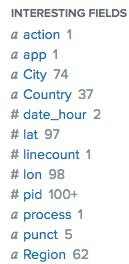 INTERESTING FIELDS
a action 1
a app 1
a City 74
a Country 37
# date_hour 2
# lat 97
# linecount 1
# lon 98
# pid 100+
a process 1
a punct 5
a Region 62